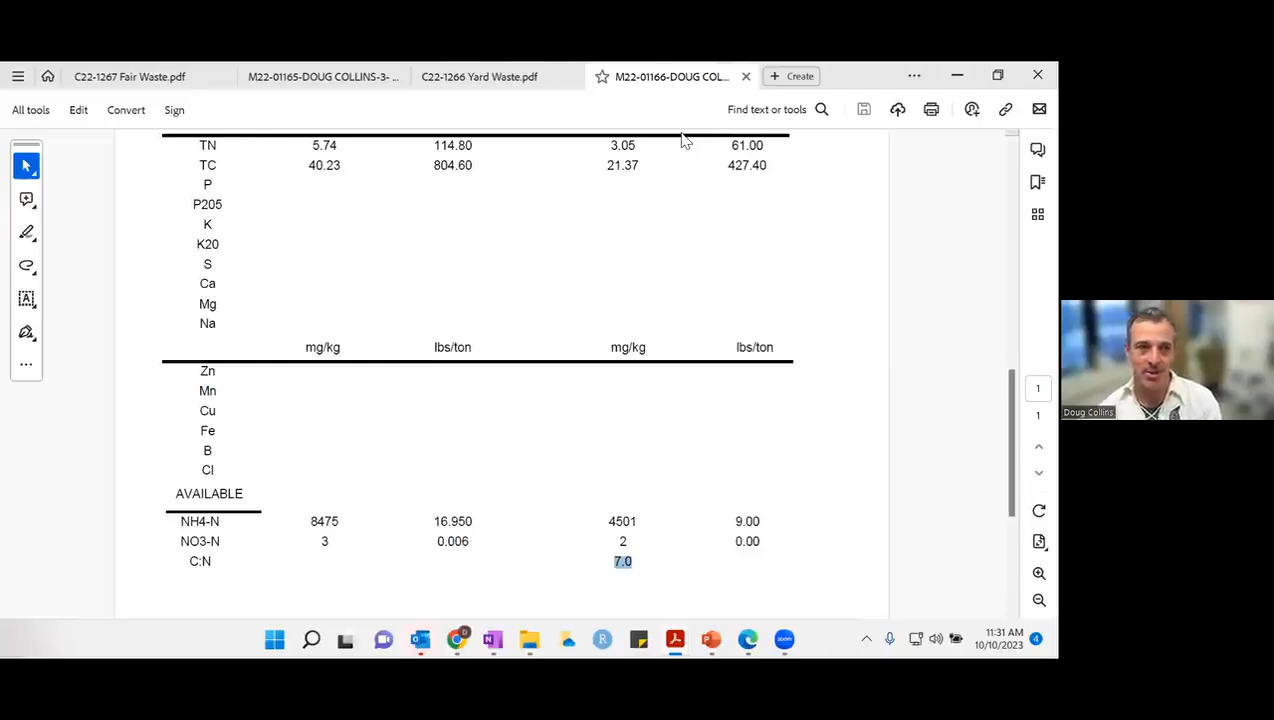 C22-1267 Fair Waste.pdf M22-01165-DOUG COLLINS-3- ... C22-1266 Yard Waste.pdf M22-01166-DOUG COL... Create
All tools Edit Convert Sign Find text or tools
TN 5.74 114.80 3.05 61.00
TC 40.23 804.60 21.37 427.40
P
P205
K
K20
S
Ca
Mg
Na
mg/kg lbs/ton mg/kg lbs/ton
Zn
Mn
Cu
Fe
B
Cl
AVAILABLE
NH4-N 8475 16.950 4501 9.00
NO3-N 3 0.006 2 0.00
C:N 7.0
1
1
Doug Collins
zoom
11:31 AM
10/10/2023
4